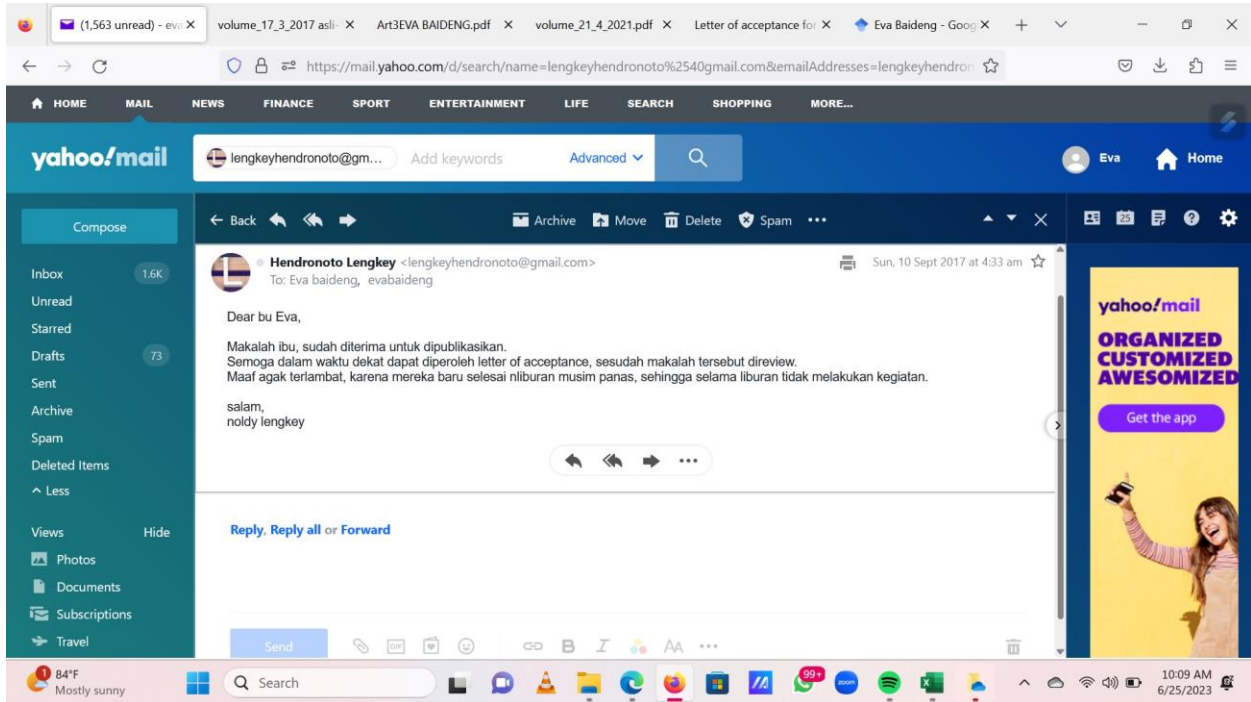 (1,563 unread) - eva
volume_17_3_2017 asli-
Art3EVA BAIDENG.pdf
volume_21_4_2021.pdf
Letter of acceptance for
Eva Baideng - Goog
https://mail.yahoo.com/d/search/name=lengkeyhendronoto%2540gmail.com&emailAddresses=lengkeyhendron
HOME MAIL NEWS FINANCE SPORT ENTERTAINMENT LIFE SEARCH SHOPPING MORE...
yahoo!mail
lengkeyhendronoto@gm...
Add keywords
Advanced
Eva
Home
Compose
Back
Archive
Move
Delete
Spam
25
Inbox 1.6K
Unread
Starred
Drafts 73
Sent
Archive
Spam
Deleted Items
Less
Views Hide
Photos
Documents
Subscriptions
Travel
Hendronoto Lengkey <lengkeyhendronoto@gmail.com>
Sun, 10 Sept 2017 at 4:33 am
To: Eva baideng, evabaideng
Dear bu Eva,
Makalah ibu, sudah diterima untuk dipublikasikan.
Semoga dalam waktu dekat dapat diperoleh letter of acceptance, sesudah makalah tersebut direview.
Maaf agak terlambat, karena mereka baru selesai nliburan musim panas, sehingga selama liburan tidak melakukan kegiatan.
salam,
noldy lengkey
Reply, Reply all or Forward
Send
GIF
B I AA
yahoo!mail
ORGANIZED
CUSTOMIZED
AWESOMIZED
Get the app
1
84°F
Mostly sunny
Search
99+
zoom
10:09 AM
6/25/2023